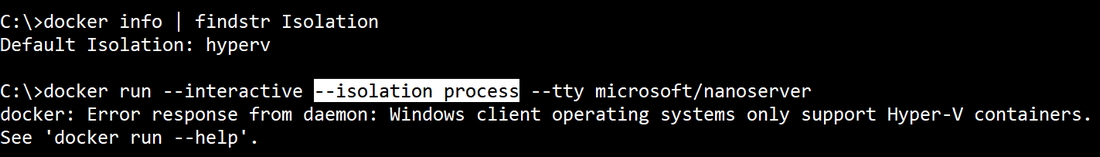 C:\>docker info | findstr Isolation
Default Isolation: hyperv
C:\>docker run --interactive --isolation process --tty microsoft/nanoserver
docker: Error response from daemon: Windows client operating systems only support Hyper-V containers.
See 'docker run --help'.